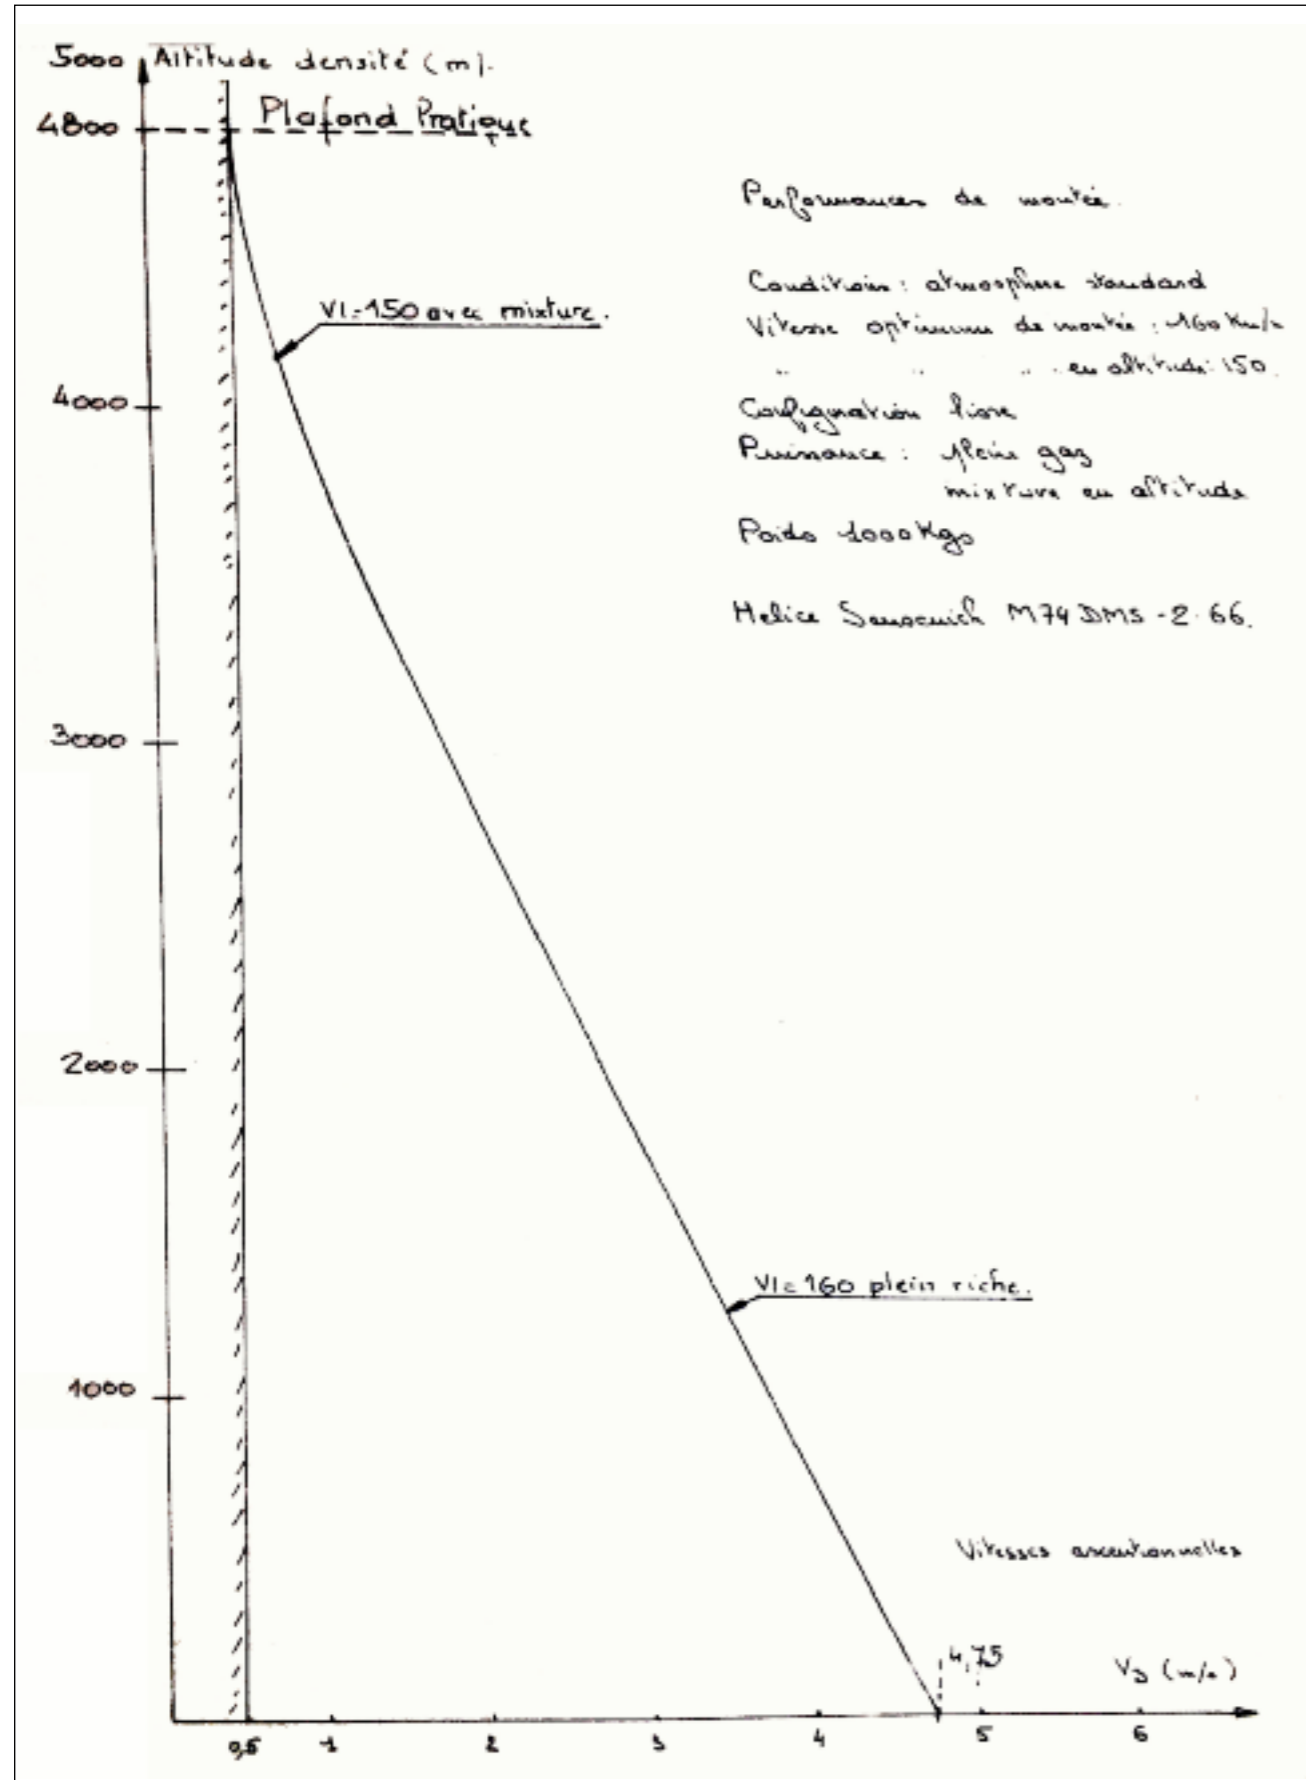 5000 Altitude densité (m).
4800 Plafond Pratique
Performances de montée.
Conditions : atmosphere standard
VI=150 avec mixture.
Vitesse optimum de montée : 160 Km/h
" " " en altitude : 150.
4000
Configuration lisse
Puissance : plein gaz
mixture en altitude
Poids 1000 Kgs
Helice Sensenich M74 DMS - 2. 66.
3000
2000
VI= 160 plein riche.
1000
Vitesses ascentionnelles
4,75
Vz (m/s)
0,5 1 2 3 4 5 6